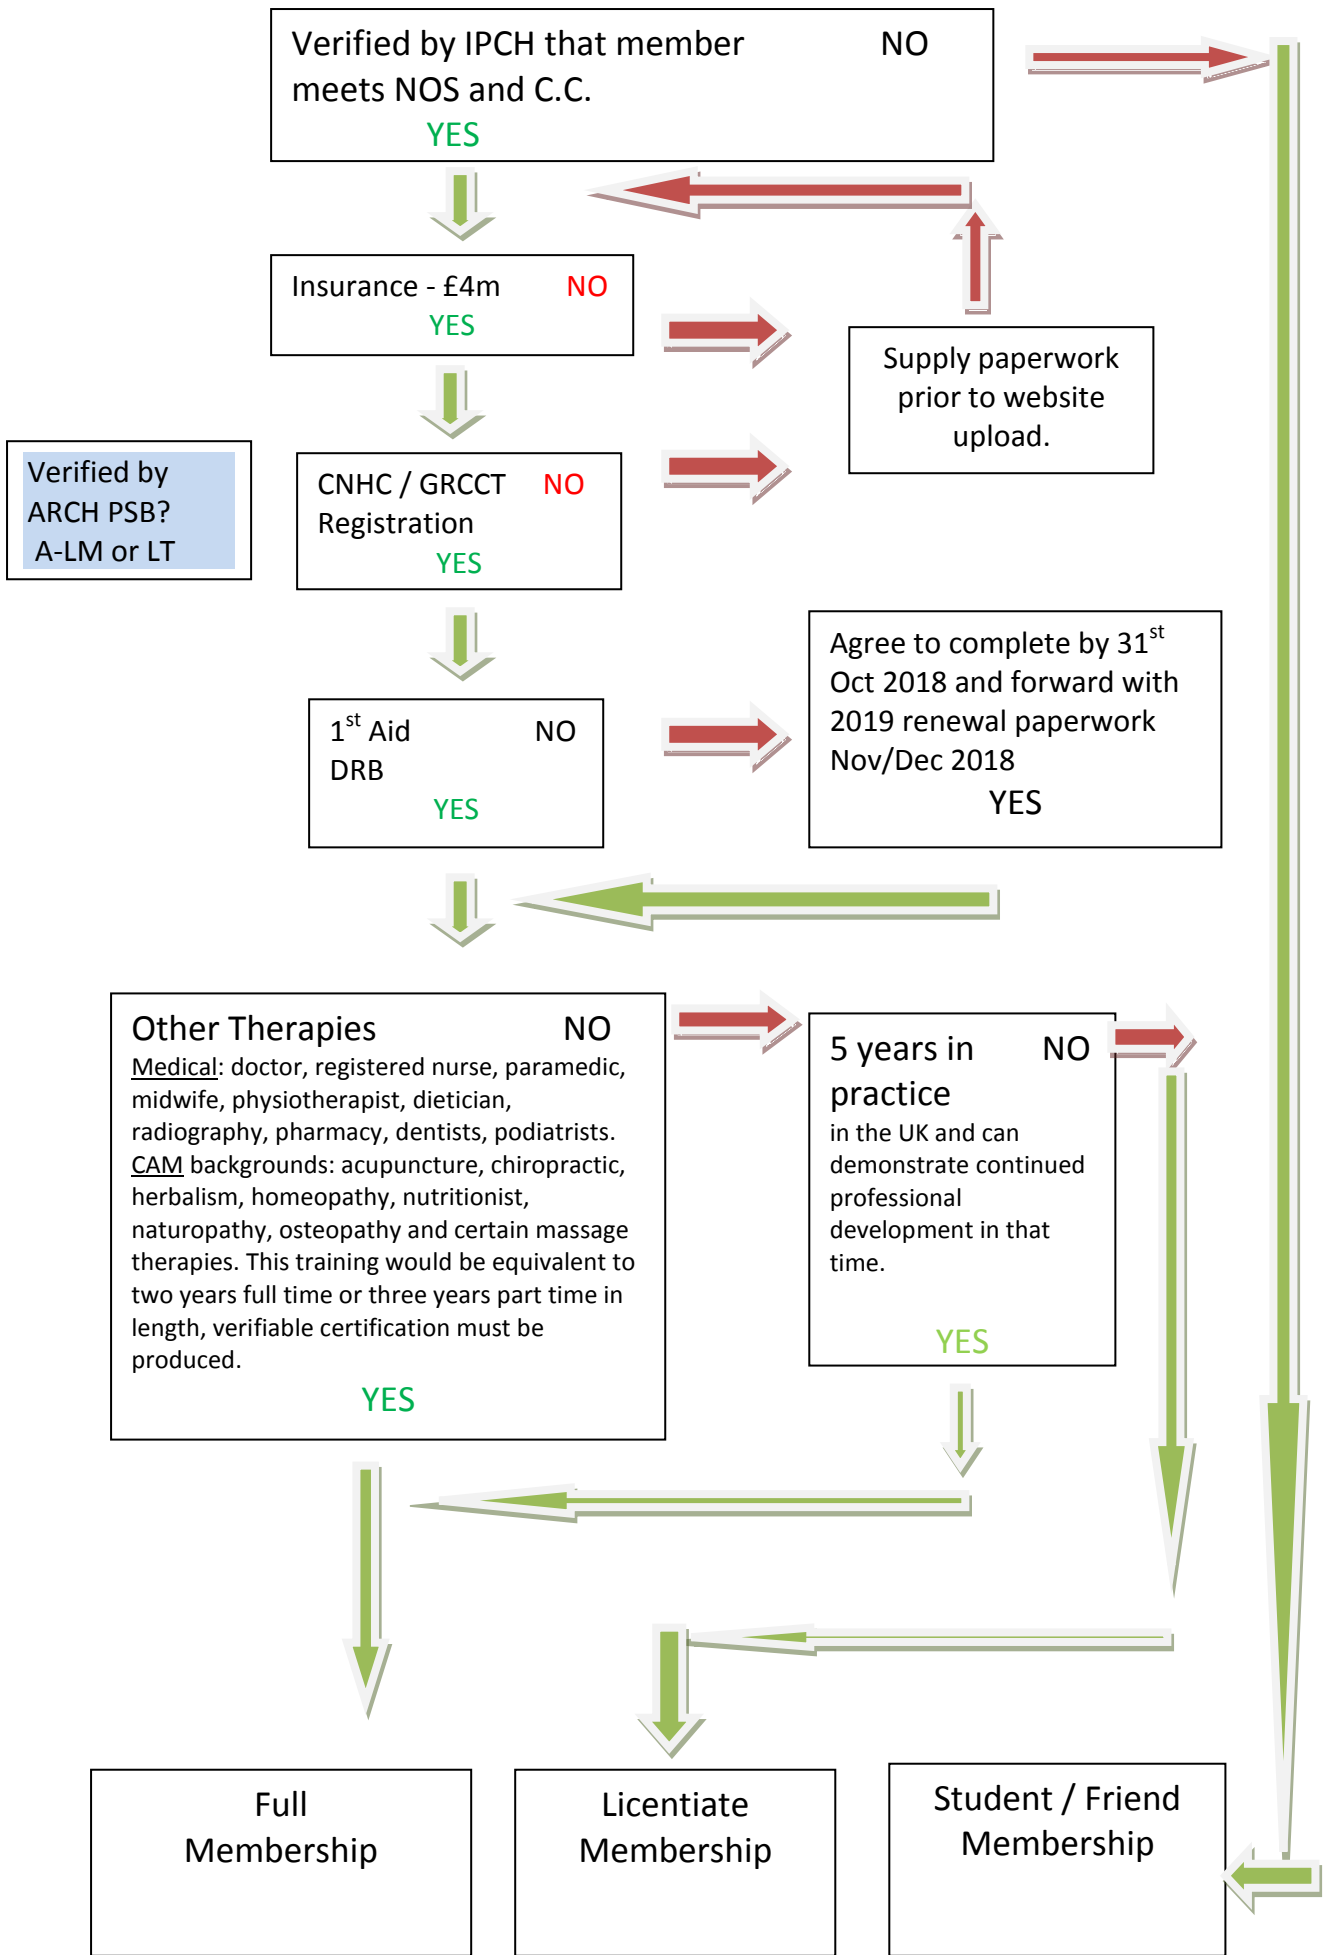 Verified by IPCH that member NO
meets NOS and C.C.
YES
Insurance - £4m NO
YES
Supply paperwork
prior to website
upload.
Verified by
ARCH PSB?
A-LM or LT
CNHC / GRCCT NO
Registration
YES
Agree to complete by 31st
Oct 2018 and forward with
2019 renewal paperwork
Nov/Dec 2018
YES
1st Aid NO
DRB
YES
Other Therapies NO
Medical: doctor, registered nurse, paramedic,
midwife, physiotherapist, dietician,
radiography, pharmacy, dentists, podiatrists.
CAM backgrounds: acupuncture, chiropractic,
herbalism, homeopathy, nutritionist,
naturopathy, osteopathy and certain massage
therapies. This training would be equivalent to
two years full time or three years part time in
length, verifiable certification must be
produced.
YES
5 years in NO
practice
in the UK and can
demonstrate continued
professional
development in that
time.
YES
Full
Membership
Licentiate
Membership
Student / Friend
Membership